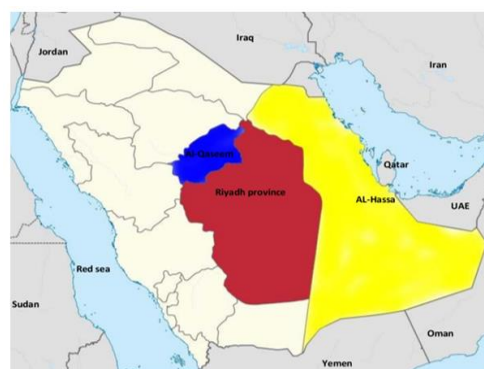 Jordan
Iraq
Iran
Al-Qaseem
Riyadh province
Qatar
AL-Hassa
UAE
Red sea
Sudan
Oman
Yemen